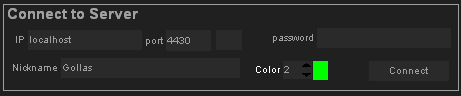 Connect to Server
IP localhost port 4430 password
Nickname Gollas Color 2 Connect